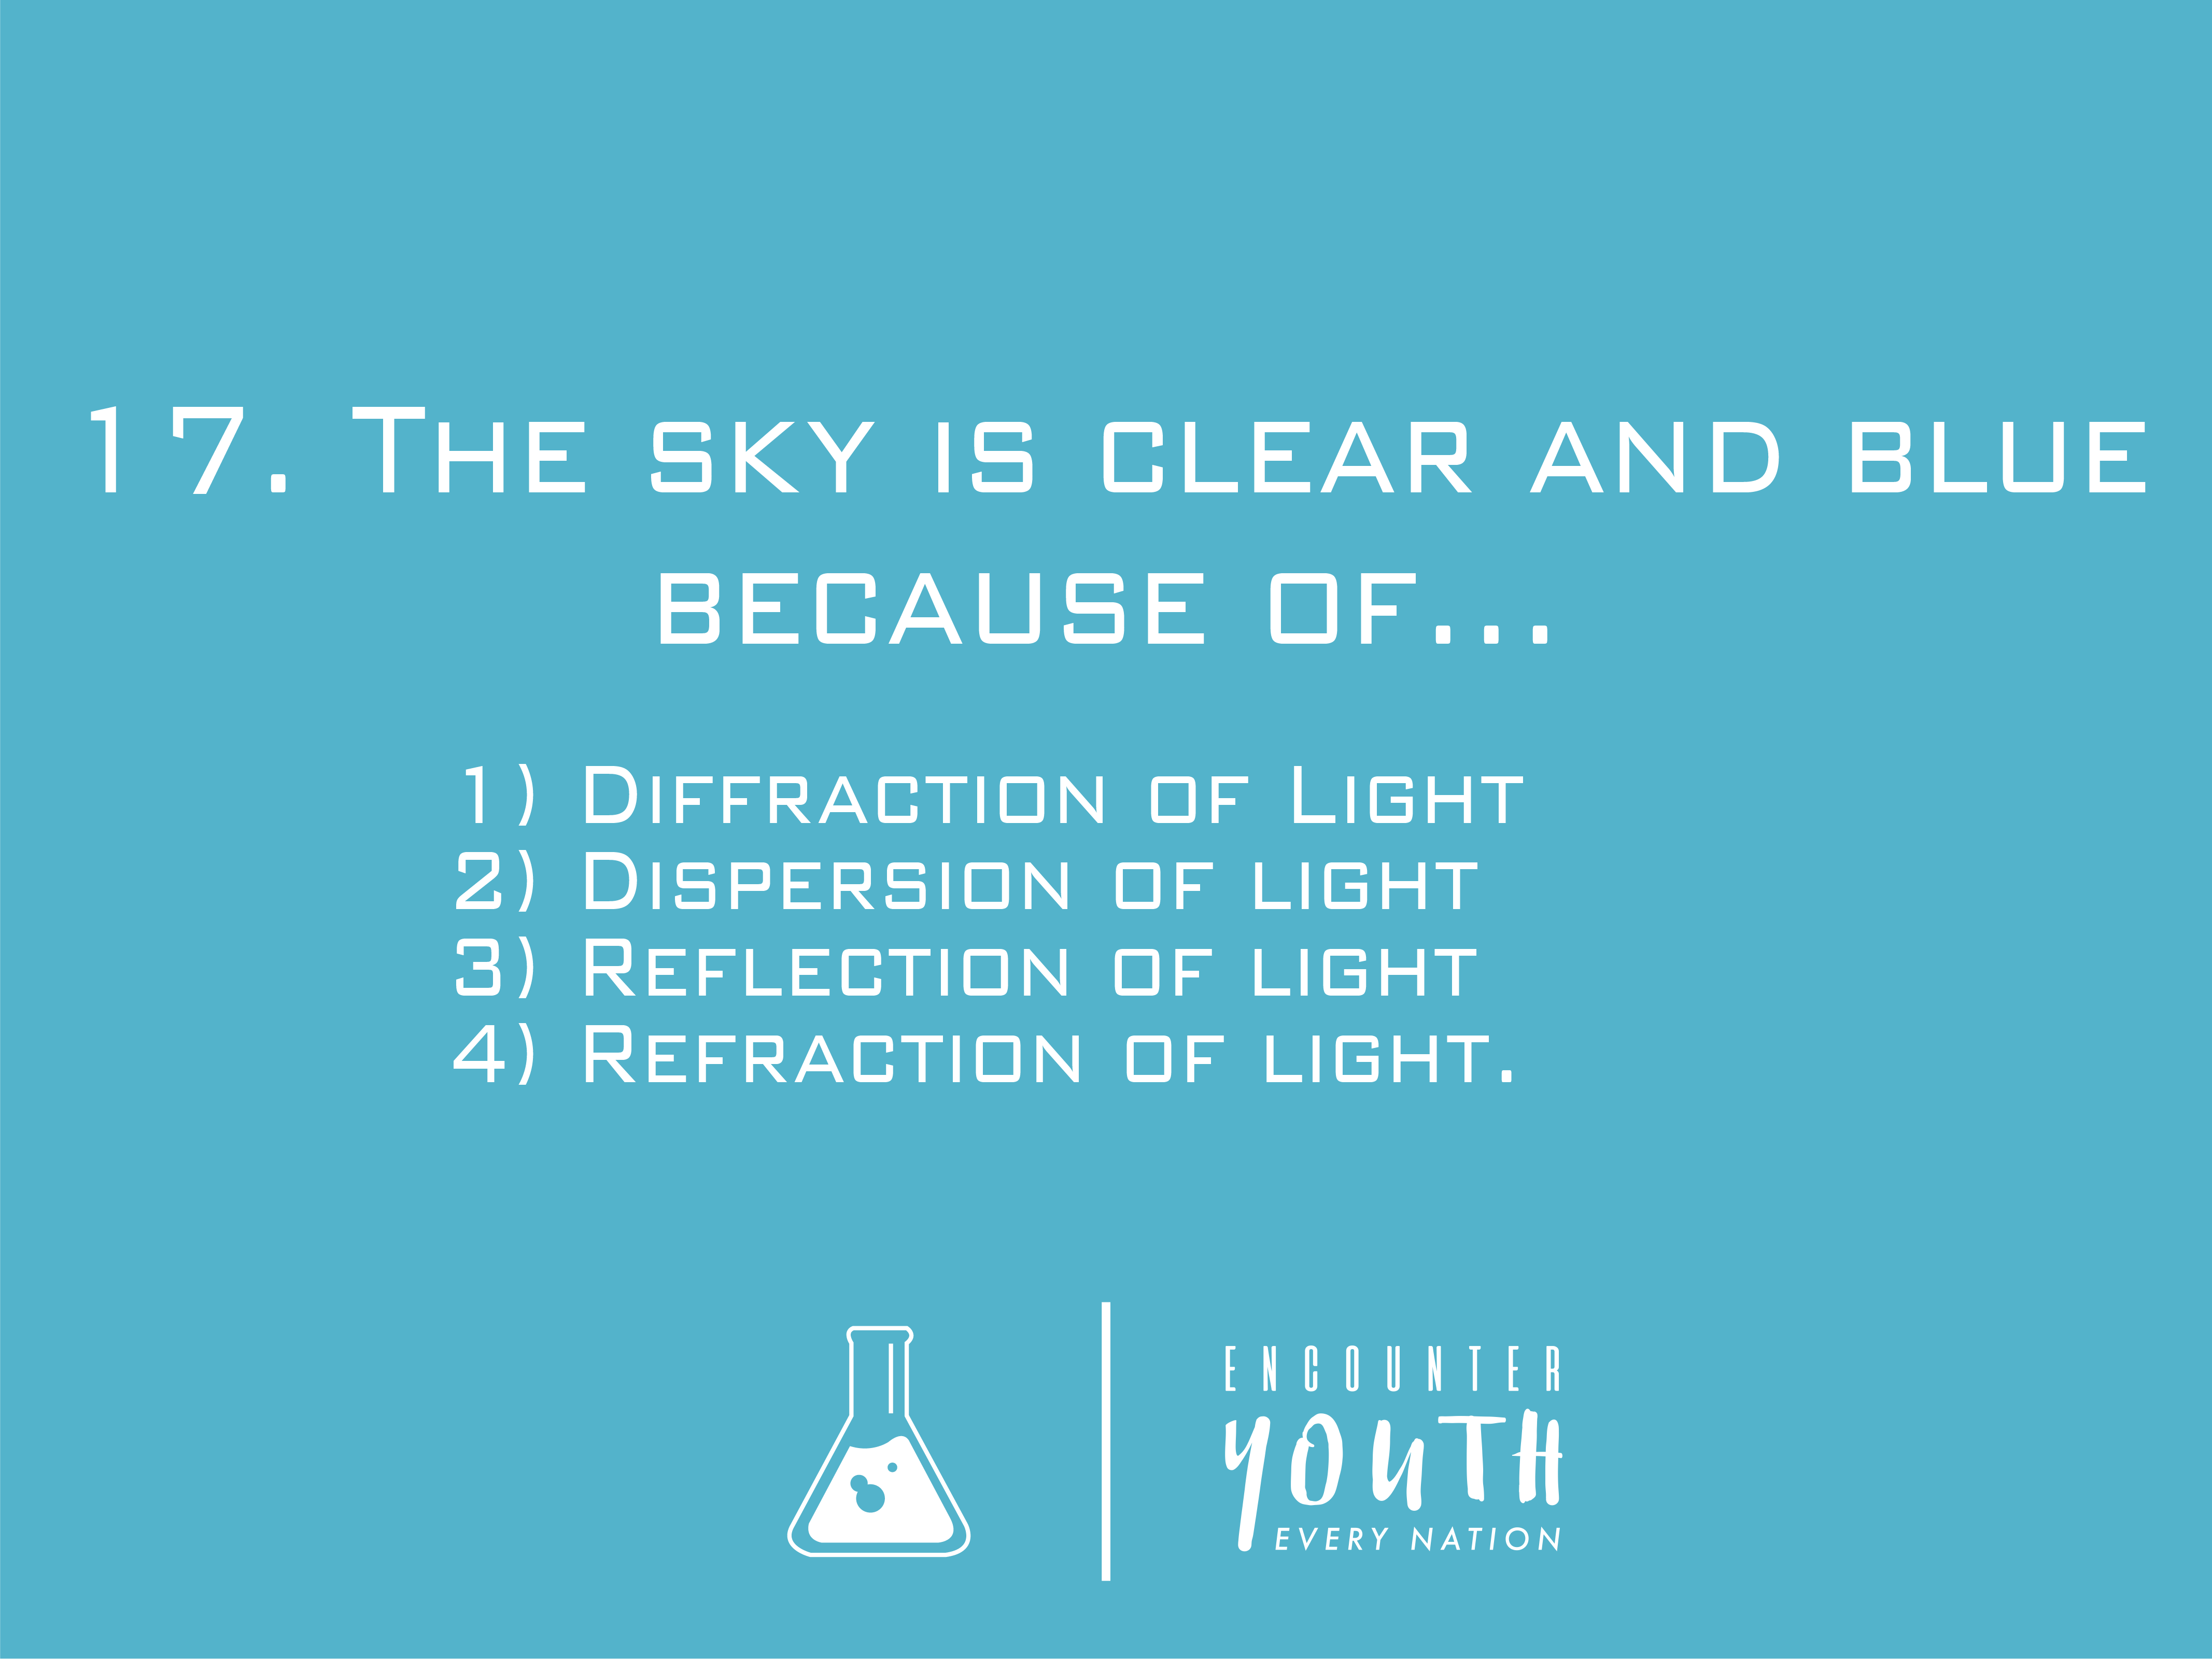 17. The sky is clear and blue
because of...
1) Diffraction of Light
2) Dispersion of light
3) Reflection of light
4) Refraction of light.
ENCOUNTER
YOUTH
EVERY NATION